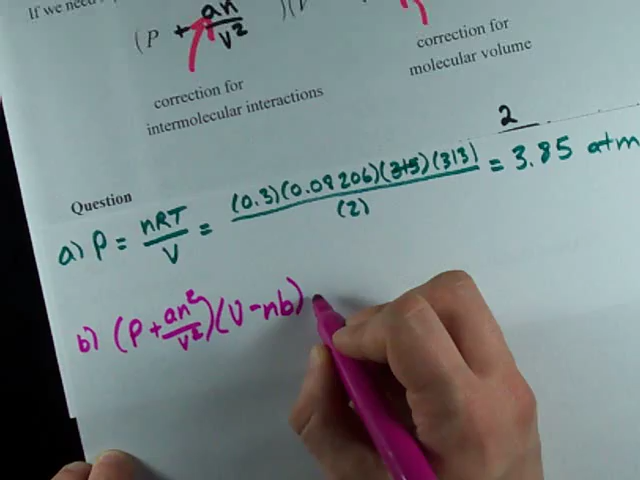 If we need
(P + an/V²)(V
correction for
intermolecular interactions
correction for
molecular volume
2
Question
a) P = nRT/V = (0.3)(0.08206)(313)/(2) = 3.85 atm
b) (P + an²/V²)(V - nb)